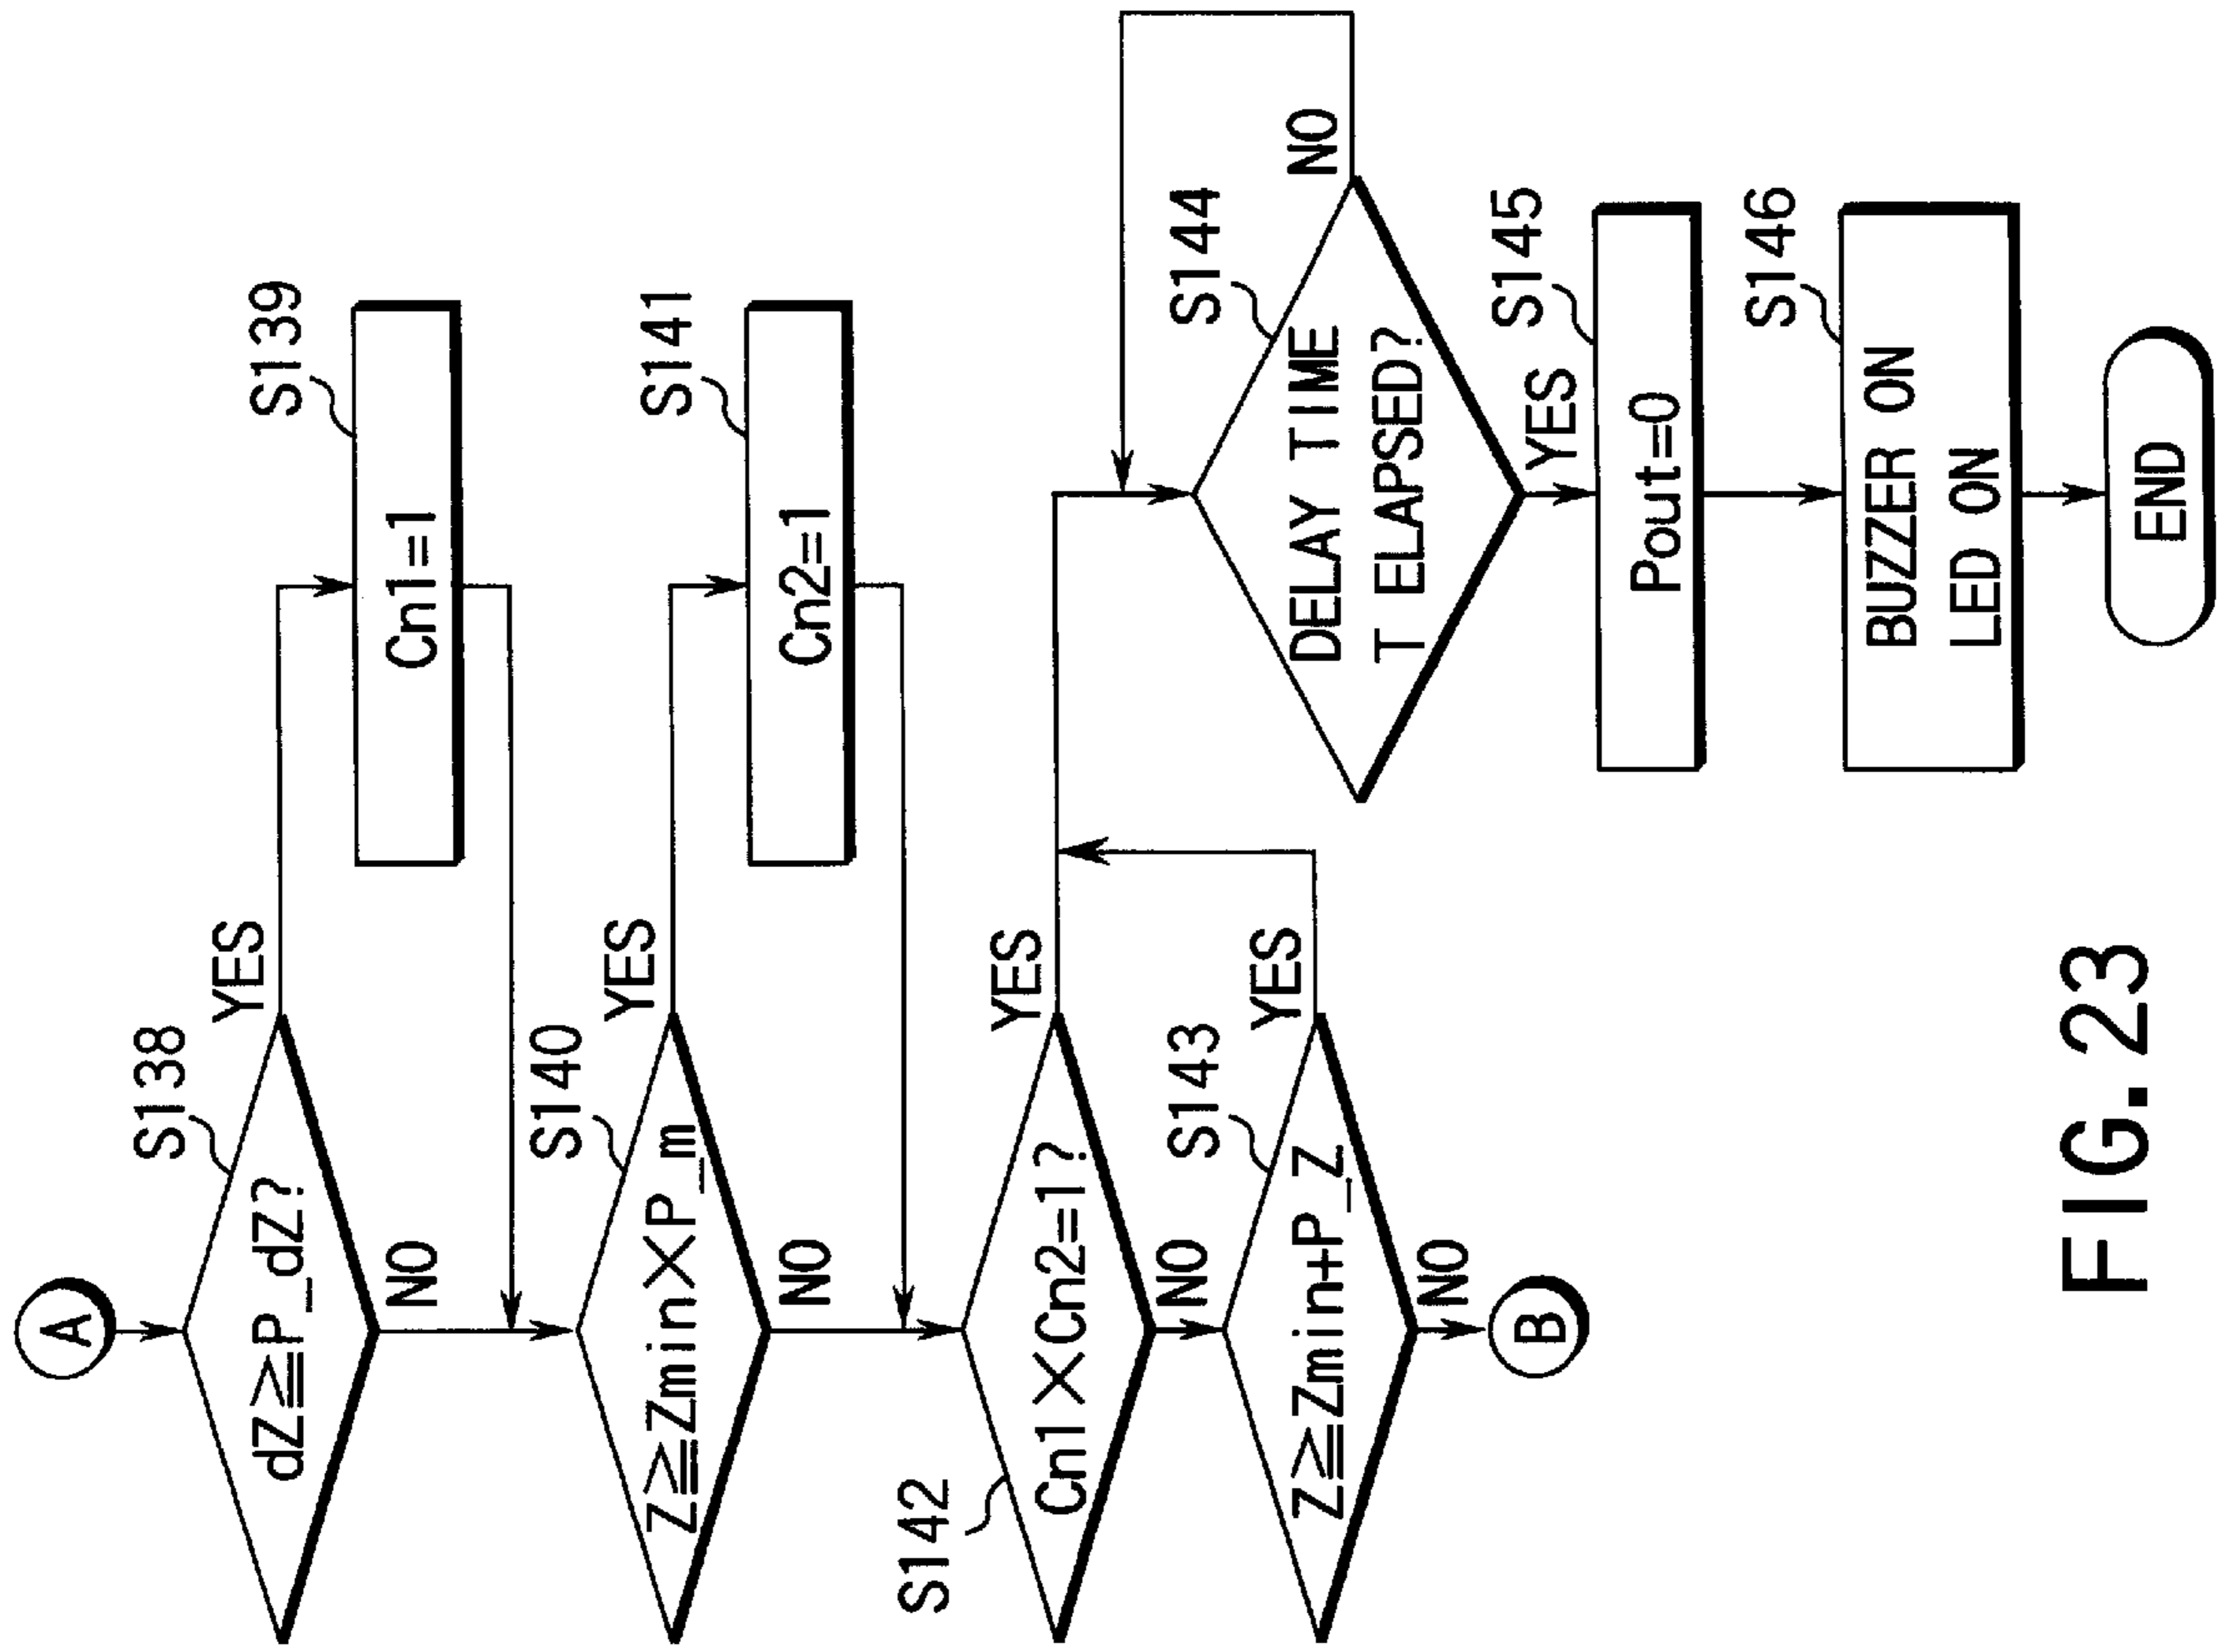 A
S138
dZ≧P_dZ?
YES
NO
S139
Cn1=1
S140
Z≧Zmin×P_m
YES
NO
S141
Cn2=1
S142
Cn1×Cn2=1?
YES
NO
S143
Z≧Zmin+P_Z
YES
NO
B
S144
DELAY TIME
T ELAPSED?
NO
YES
S145
Pout=0
S146
BUZZER ON
LED ON
END
FIG. 23